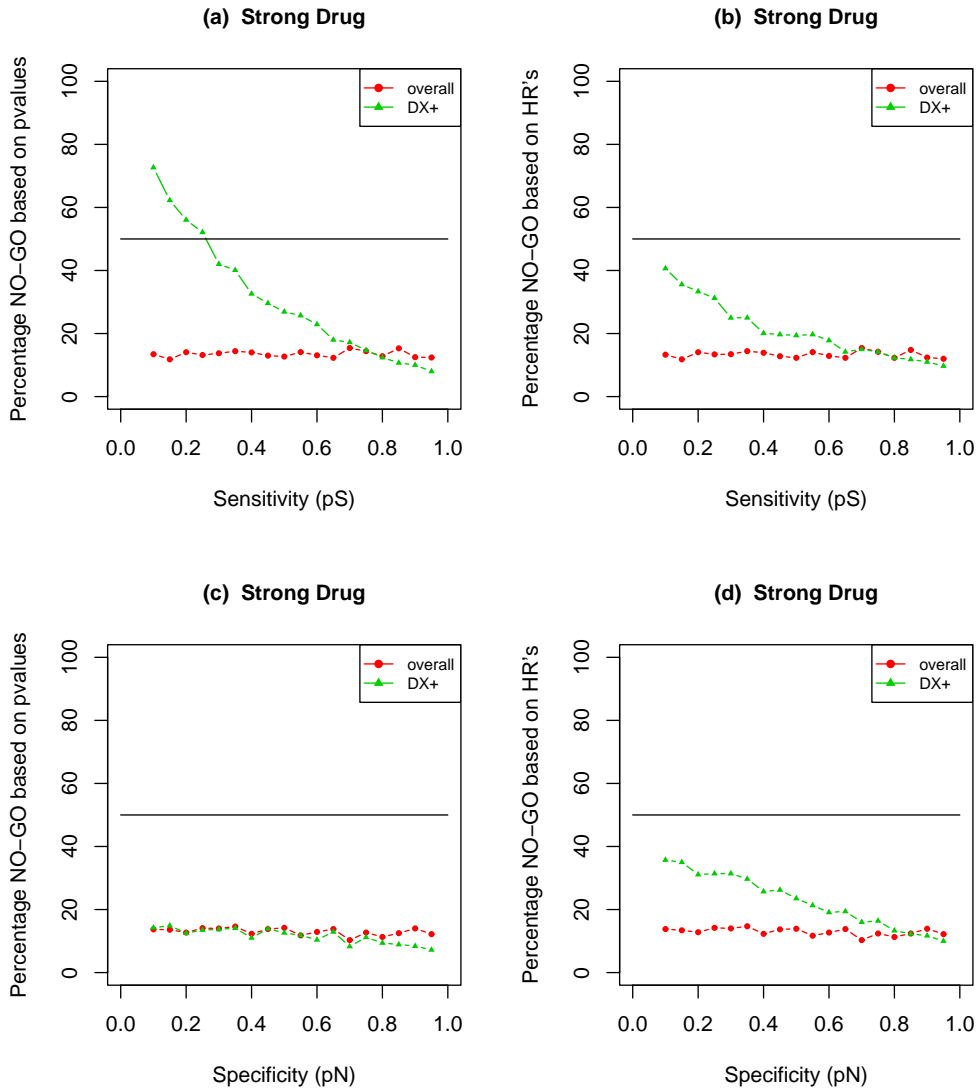 (a) Strong Drug
Percentage NO−GO based on pvalues
100
80
60
40
20
0
overall
DX+
0.0 0.2 0.4 0.6 0.8 1.0
Sensitivity (pS)
(b) Strong Drug
Percentage NO−GO based on HR's
100
80
60
40
20
0
overall
DX+
0.0 0.2 0.4 0.6 0.8 1.0
Sensitivity (pS)
(c) Strong Drug
Percentage NO−GO based on pvalues
100
80
60
40
20
0
overall
DX+
0.0 0.2 0.4 0.6 0.8 1.0
Specificity (pN)
(d) Strong Drug
Percentage NO−GO based on HR's
100
80
60
40
20
0
overall
DX+
0.0 0.2 0.4 0.6 0.8 1.0
Specificity (pN)